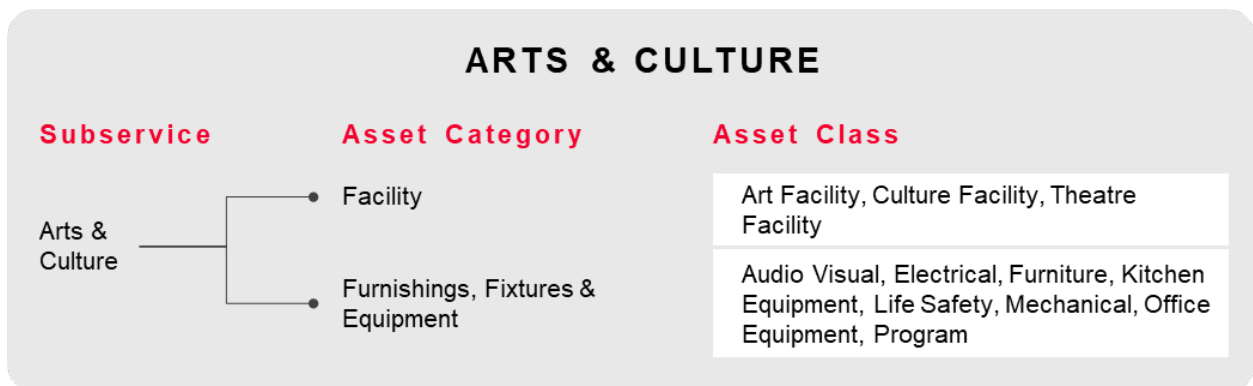 ARTS & CULTURE
Subservice
Asset Category
Asset Class
Arts &
Culture
Facility
Art Facility, Culture Facility, Theatre
Facility
Furnishings, Fixtures &
Equipment
Audio Visual, Electrical, Furniture, Kitchen
Equipment, Life Safety, Mechanical, Office
Equipment, Program